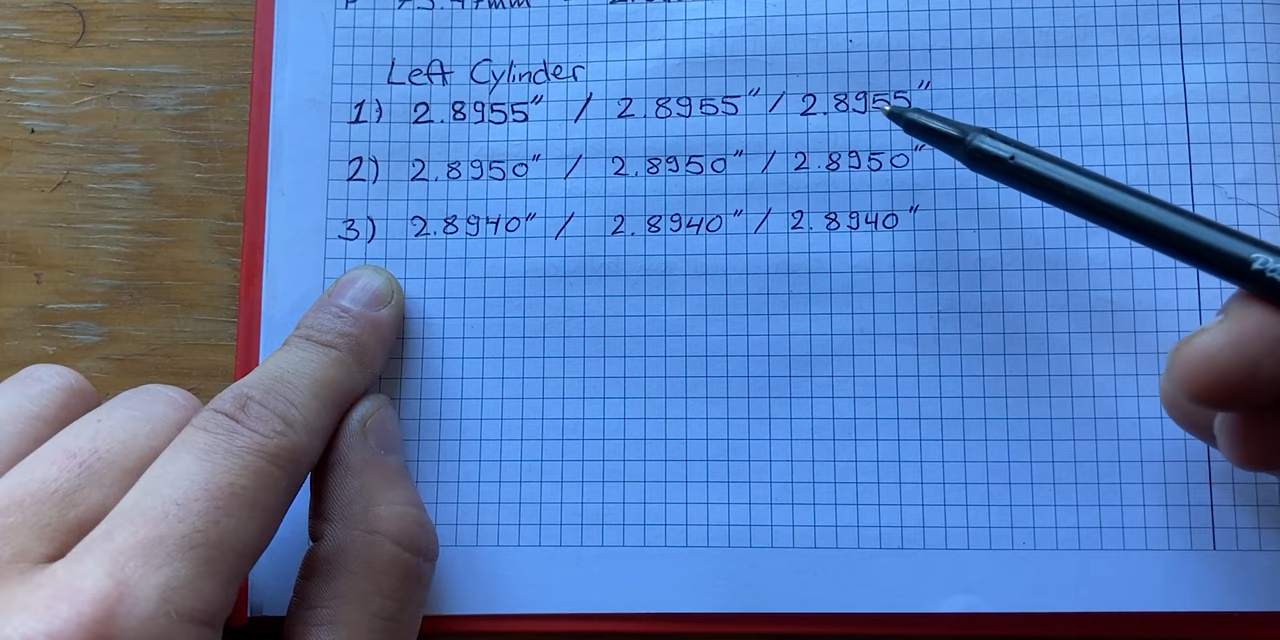 Left Cylinder
1) 2.8955" / 2.8955" / 2.8955"
2) 2.8950" / 2.8950" / 2.8950"
3) 2.8940" / 2.8940" / 2.8940"